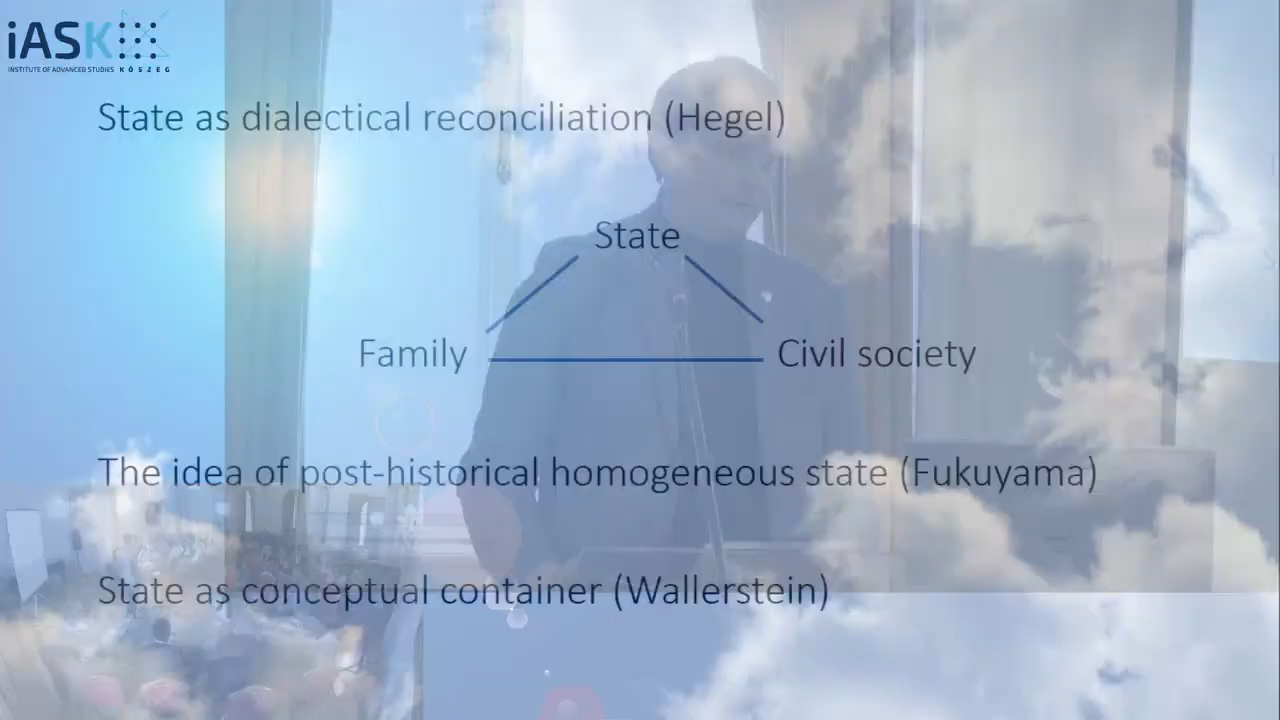 iASK
INSTITUTE OF ADVANCED STUDIES KŐSZEG
State as dialectical reconciliation (Hegel)
State
Family
Civil society
The idea of post-historical homogeneous state (Fukuyama)
State as conceptual container (Wallerstein)